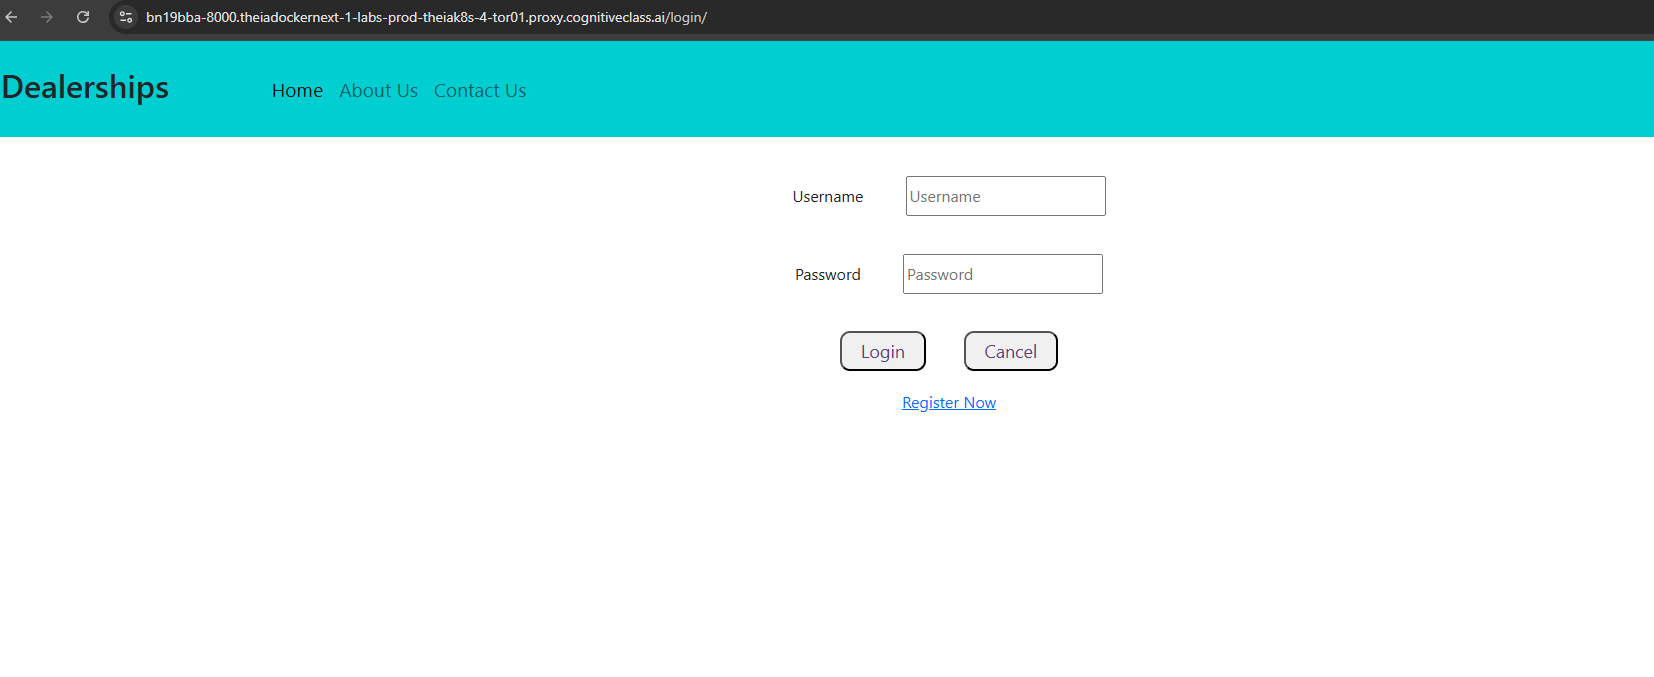 bn19bba-8000.theiadockernext-1-labs-prod-theiak8s-4-tor01.proxy.cognitiveclass.ai/login/
Dealerships Home About Us Contact Us
Username Username
Password Password
Login Cancel
Register Now